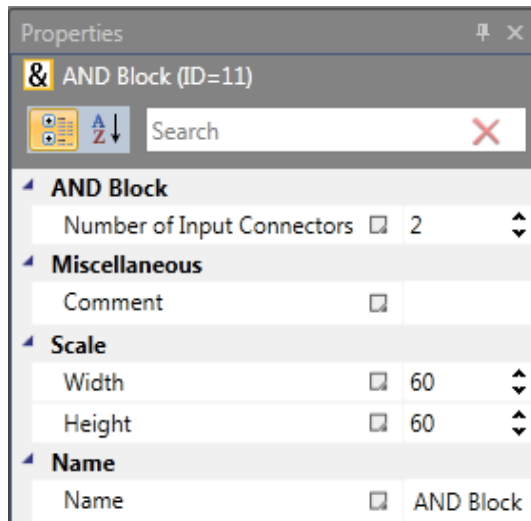 Properties
& AND Block (ID=11)
A
Z
Search
AND Block
Number of Input Connectors 2
Miscellaneous
Comment
Scale
Width 60
Height 60
Name
Name AND Block